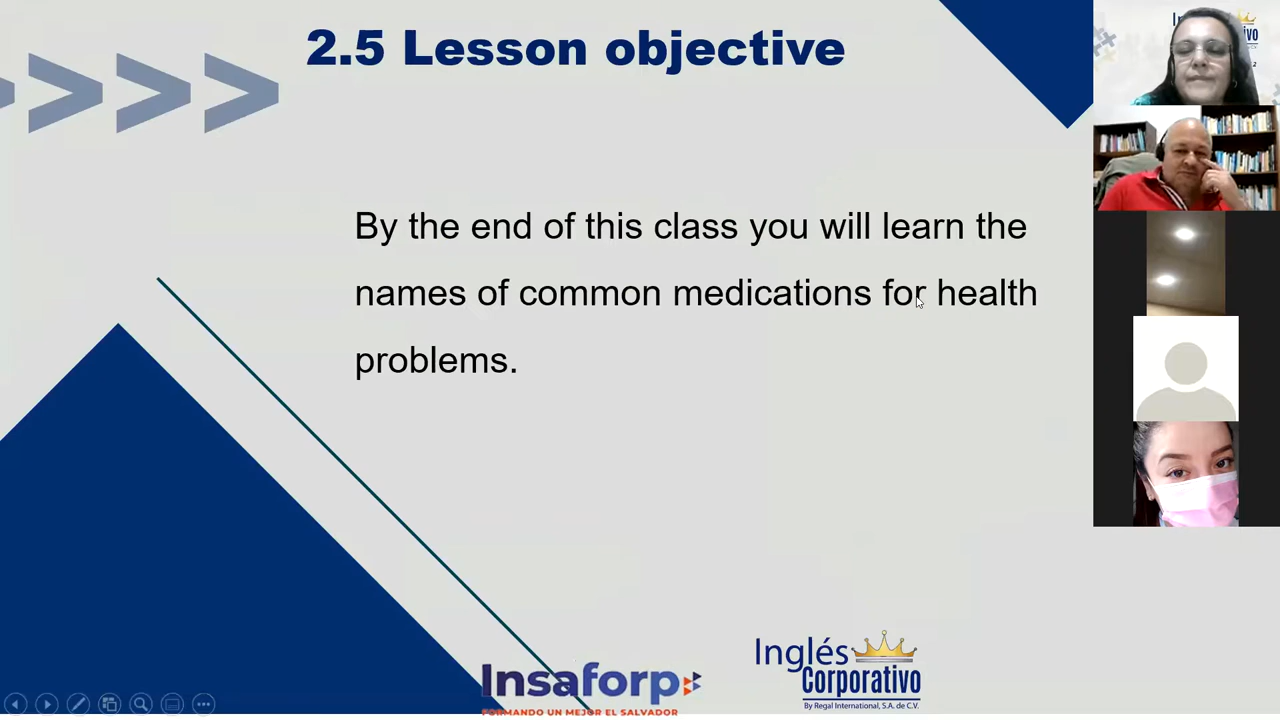 2.5 Lesson objective
By the end of this class you will learn the
names of common medications for health
problems.
Insaforp
FORMANDO UN MEJOR EL SALVADOR
Inglés
Corporativo
By Regal International, S.A. de C.V.